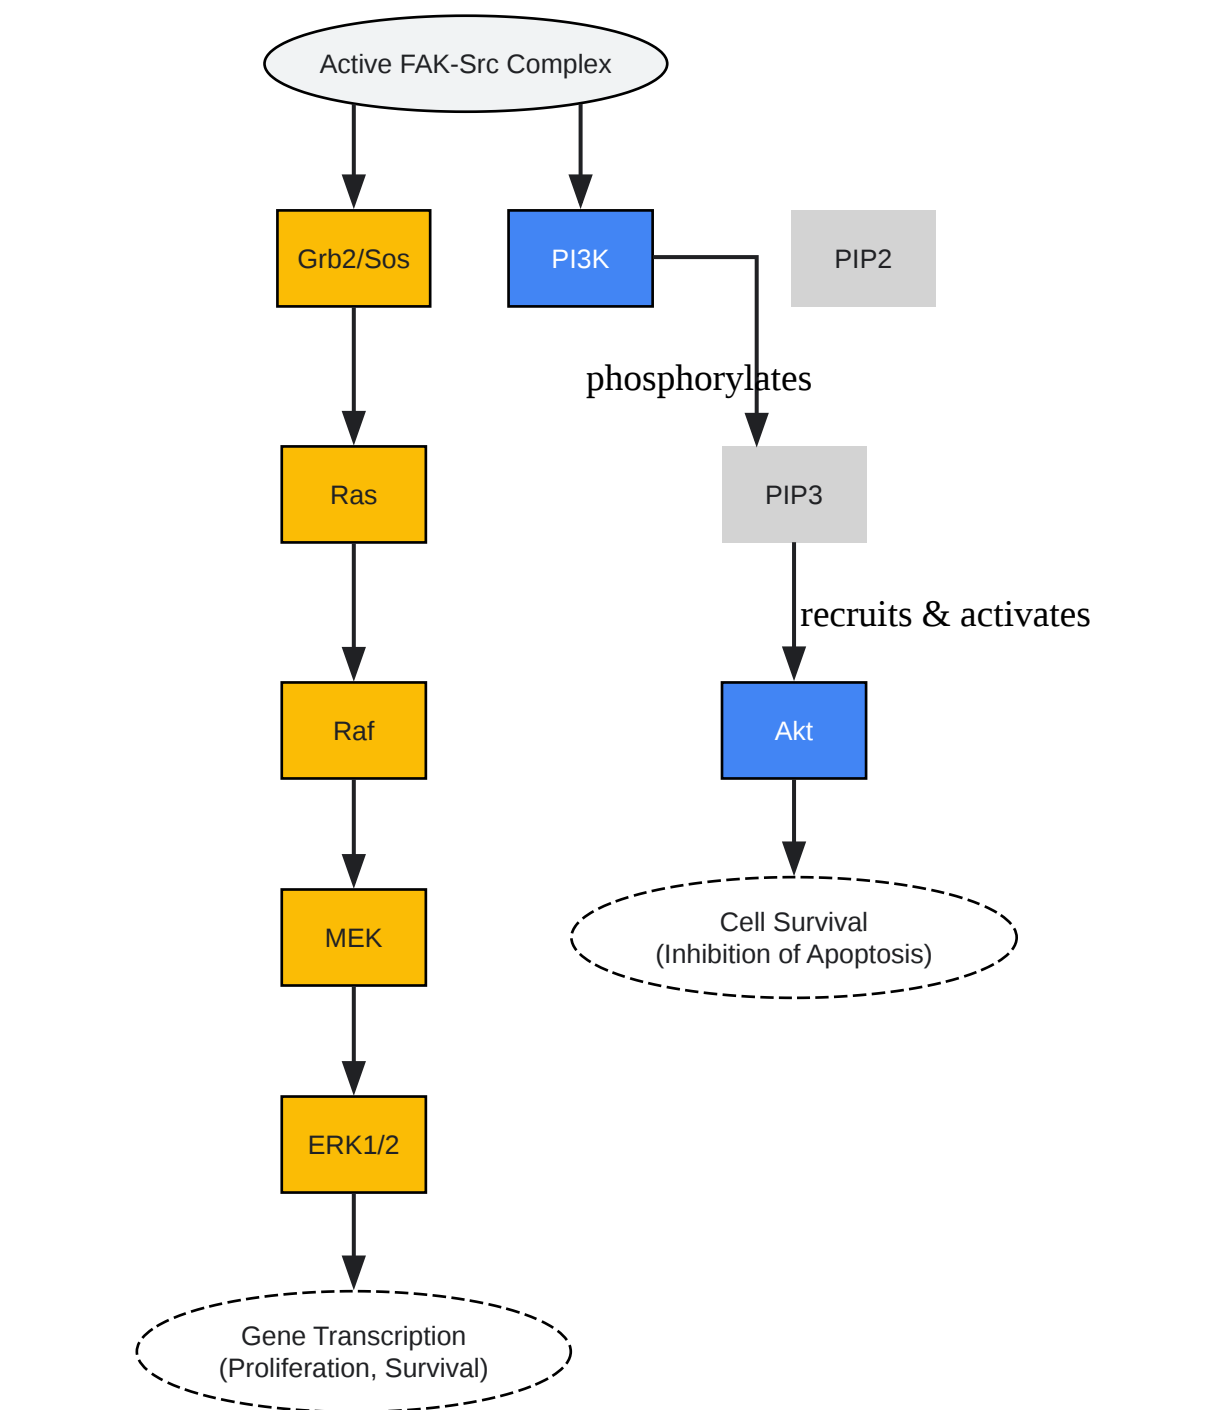 Active FAK-Src Complex
Grb2/Sos
PI3K
PIP2
phosphorylates
Ras
PIP3
recruits & activates
Raf
Akt
MEK
Cell Survival
(Inhibition of Apoptosis)
ERK1/2
Gene Transcription
(Proliferation, Survival)